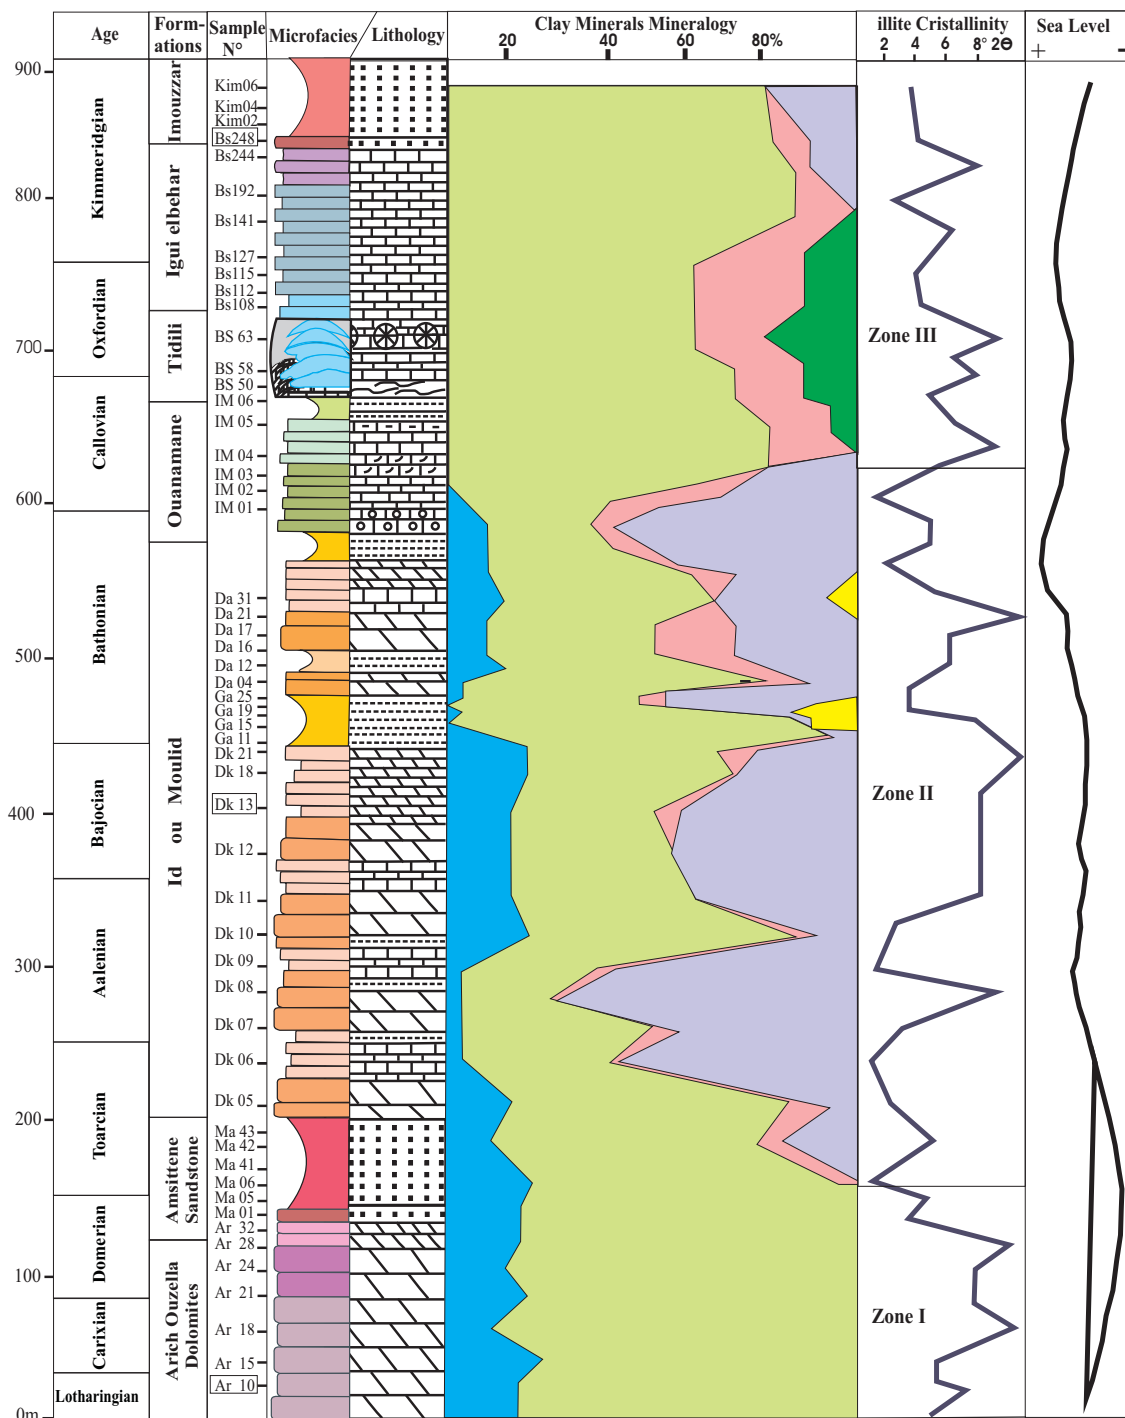 Age
Form-
ations
Sample
N°
Microfacies
Lithology
Clay Minerals Mineralogy
20
40
60
80%
illite Cristallinity
2
4
6
8° 2Θ
Sea Level
+
-
900
800
700
600
500
400
300
200
100
0m
Kimmeridgian
Oxfordian
Callovian
Bathonian
Bajocian
Aalenian
Toarcian
Domerian
Carixian
Lotharingian
Imouzzar
Igui elbehar
Tidili
Ouanamane
Id ou Moulid
Amsittene
Sandstone
Arich Ouzella
Dolomites
Kim06
Kim04
Kim02
Bs248
Bs244
Bs192
Bs141
Bs127
Bs115
Bs112
Bs108
BS 63
BS 58
BS 50
IM 06
IM 05
IM 04
IM 03
IM 02
IM 01
Da 31
Da 21
Da 17
Da 16
Da 12
Da 04
Ga 25
Ga 19
Ga 15
Ga 11
Dk 21
Dk 18
Dk 13
Dk 12
Dk 11
Dk 10
Dk 09
Dk 08
Dk 07
Dk 06
Dk 05
Ma 43
Ma 42
Ma 41
Ma 06
Ma 05
Ma 01
Ar 32
Ar 28
Ar 24
Ar 21
Ar 18
Ar 15
Ar 10
Zone III
Zone II
Zone I